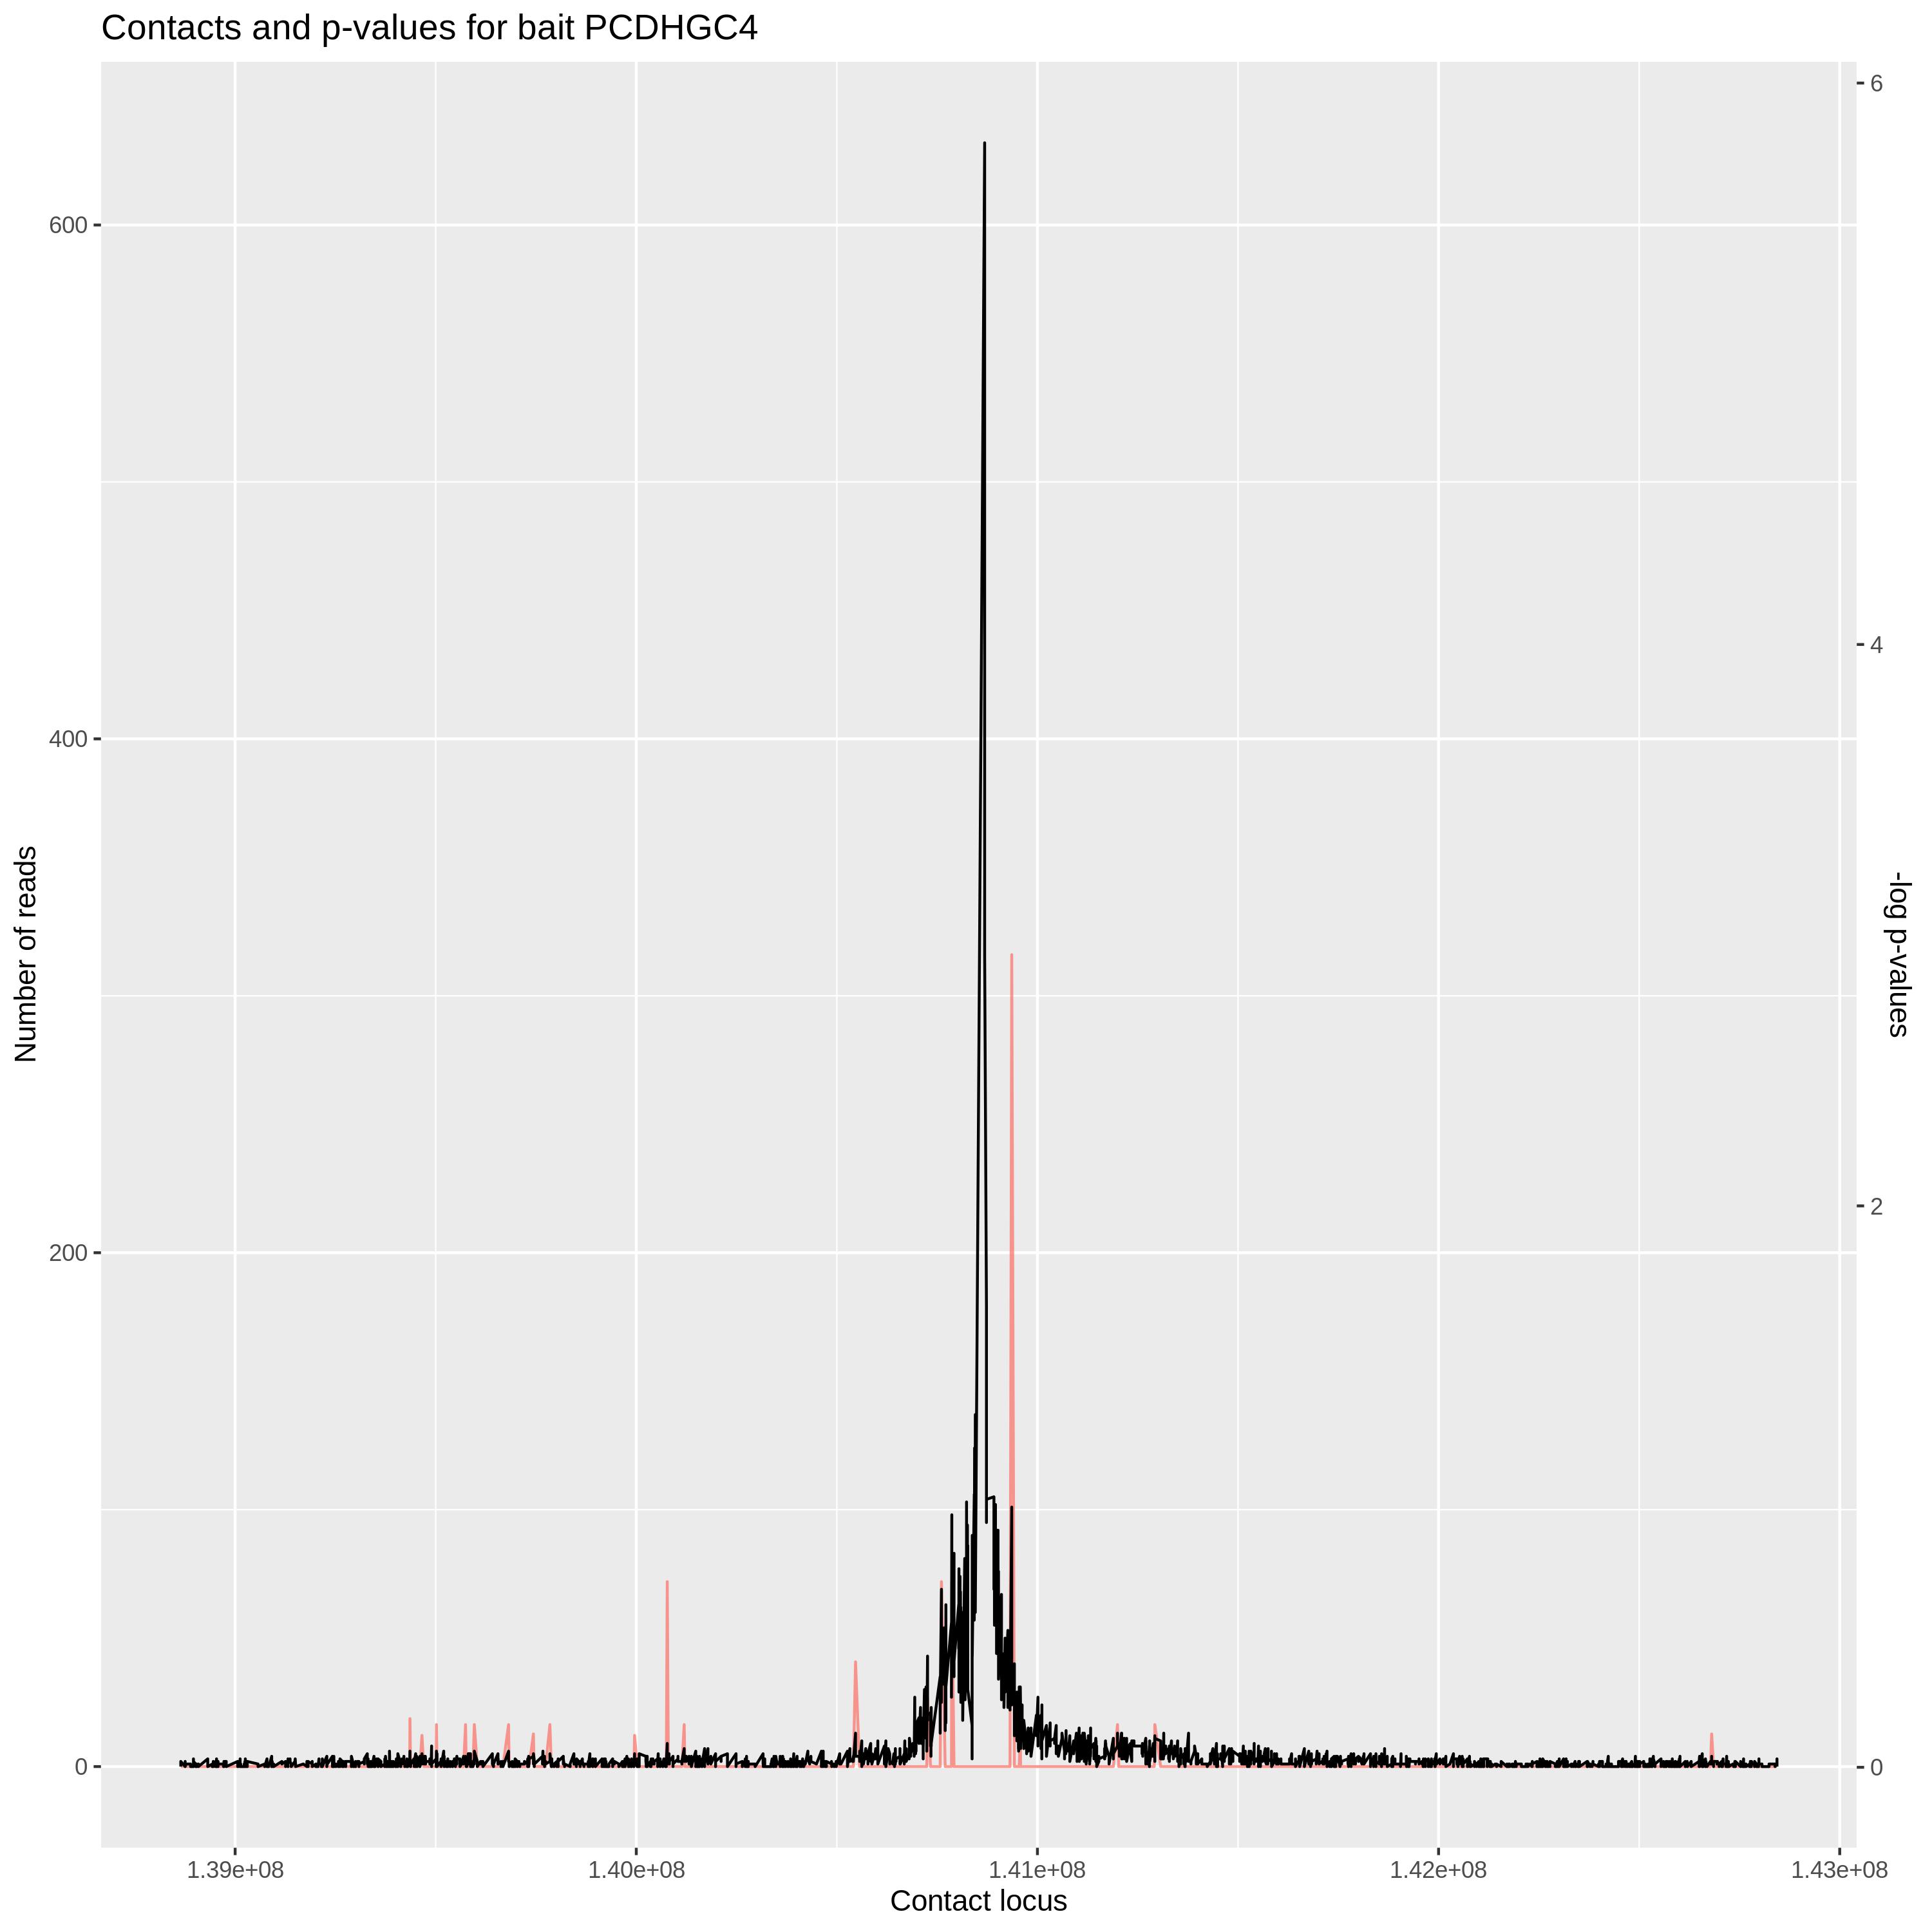 Contacts and p-values for bait PCDHGC4
6
600
4
400
Number of reads
-log p-values
2
200
0
0
1.39e+08
1.40e+08
1.41e+08
1.42e+08
1.43e+08
Contact locus